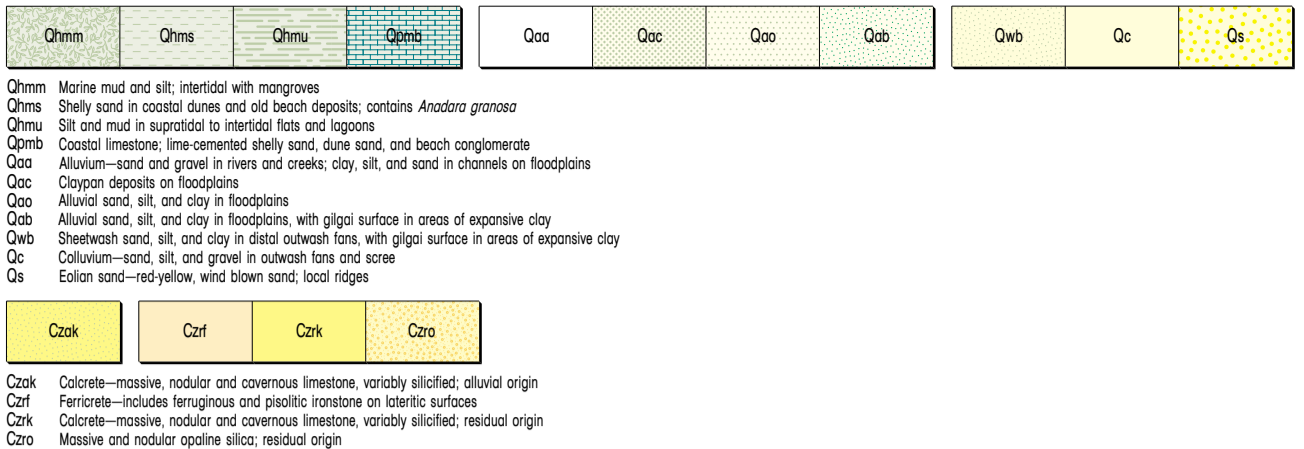 Qhmm Qhms Qhmu Qpmb Qaa Qac Qao Qab Qwb Qc Qs
Qhmm Marine mud and silt; intertidal with mangroves
Qhms Shelly sand in coastal dunes and old beach deposits; contains Anadara granosa
Qhmu Silt and mud in supratidal to intertidal flats and lagoons
Qpmb Coastal limestone; lime-cemented shelly sand, dune sand, and beach conglomerate
Qaa Alluvium—sand and gravel in rivers and creeks; clay, silt, and sand in channels on floodplains
Qac Claypan deposits on floodplains
Qao Alluvial sand, silt, and clay in floodplains
Qab Alluvial sand, silt, and clay in floodplains, with gilgai surface in areas of expansive clay
Qwb Sheetwash sand, silt, and clay in distal outwash fans, with gilgai surface in areas of expansive clay
Qc Colluvium—sand, silt, and gravel in outwash fans and scree
Qs Eolian sand—red-yellow, wind blown sand; local ridges
Czak Czrf Czrk Czro
Czak Calcrete—massive, nodular and cavernous limestone, variably silicified; alluvial origin
Czrf Ferricrete—includes ferruginous and pisolitic ironstone on lateritic surfaces
Czrk Calcrete—massive, nodular and cavernous limestone, variably silicified; residual origin
Czro Massive and nodular opaline silica; residual origin